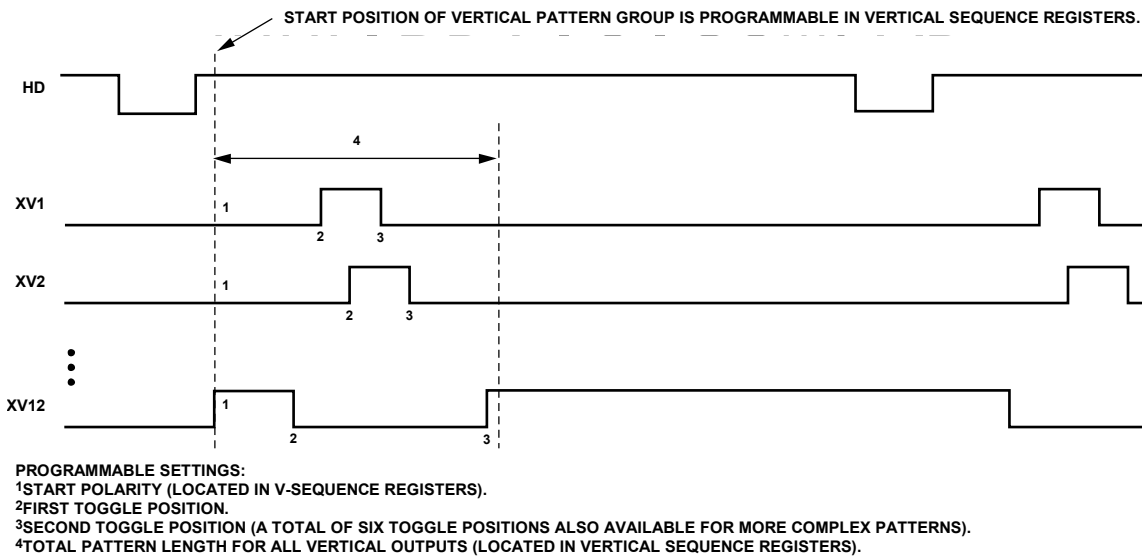 START POSITION OF VERTICAL PATTERN GROUP IS PROGRAMMABLE IN VERTICAL SEQUENCE REGISTERS.
HD
4
XV1
1
2
3
XV2
1
2
3
XV12
1
2
3
PROGRAMMABLE SETTINGS:
1START POLARITY (LOCATED IN V-SEQUENCE REGISTERS).
2FIRST TOGGLE POSITION.
3SECOND TOGGLE POSITION (A TOTAL OF SIX TOGGLE POSITIONS ALSO AVAILABLE FOR MORE COMPLEX PATTERNS).
4TOTAL PATTERN LENGTH FOR ALL VERTICAL OUTPUTS (LOCATED IN VERTICAL SEQUENCE REGISTERS).